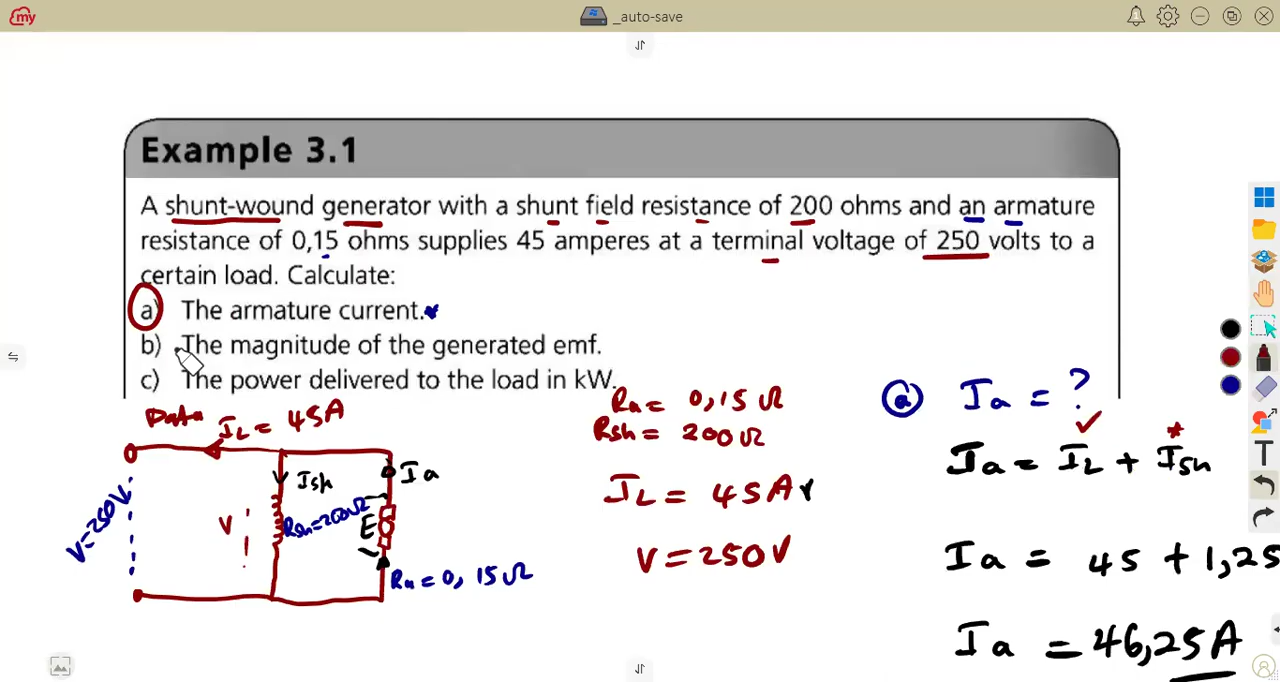 my
_auto-save
Example 3.1
A shunt-wound generator with a shunt field resistance of 200 ohms and an armature
resistance of 0,15 ohms supplies 45 amperes at a terminal voltage of 250 volts to a
certain load. Calculate:
a) The armature current.
b) The magnitude of the generated emf.
c) The power delivered to the load in kW.
Data
IL = 45A
Ish
Ia
V=250V
V
Rsh=200Ω
E
Ra=0,15Ω
Ra= 0,15Ω
Rsh= 200Ω
IL = 45A
V=250V
a Ia = ?
Ia = IL + Ish
Ia = 45 + 1,25
Ia = 46,25A
T